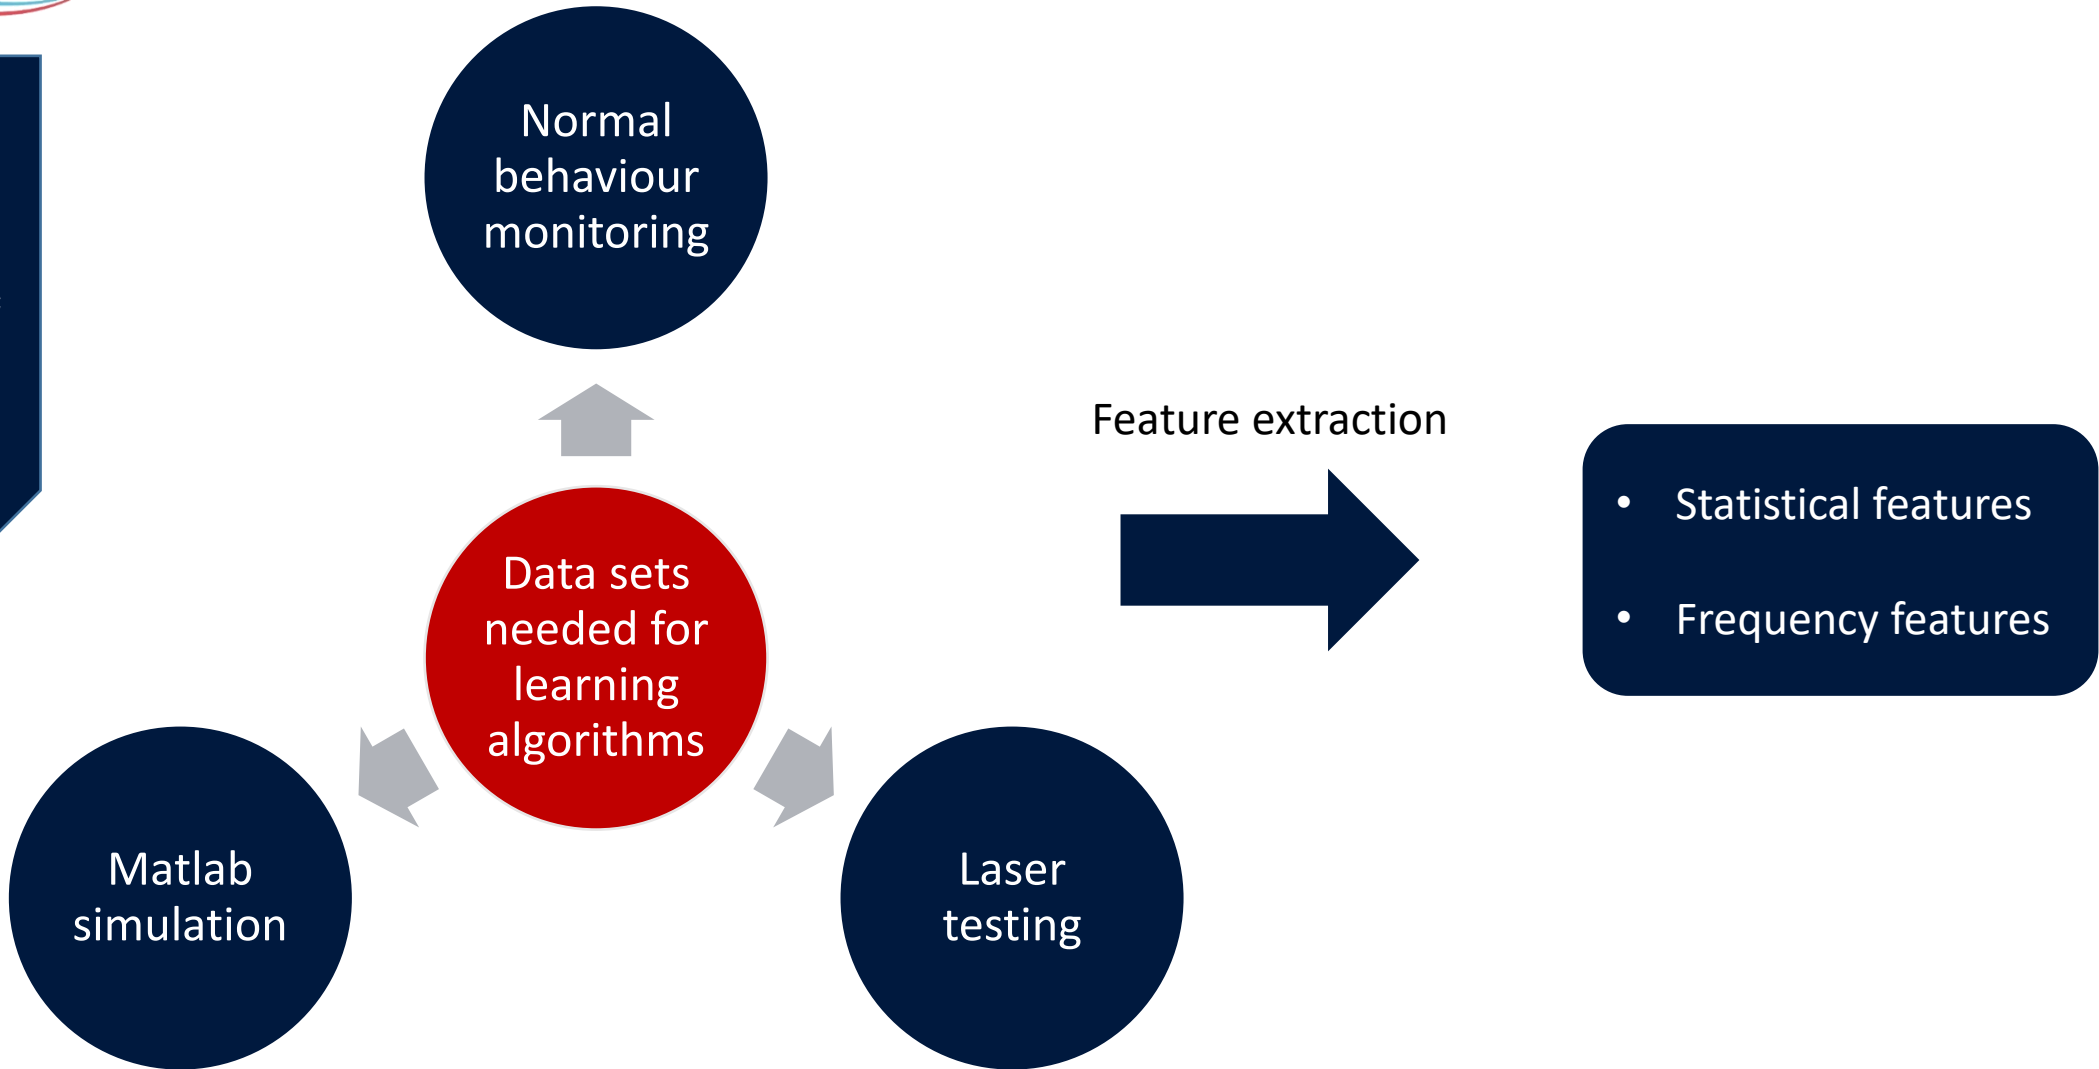 Normal
behaviour
monitoring
Feature extraction
• Statistical features
• Frequency features
Data sets
needed for
learning
algorithms
Matlab
simulation
Laser
testing